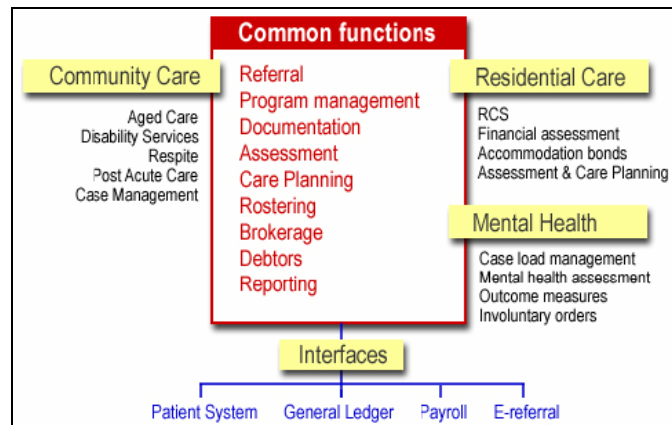 Common functions
Referral
Program management
Documentation
Assessment
Care Planning
Rostering
Brokerage
Debtors
Reporting
Community Care
Aged Care
Disability Services
Respite
Post Acute Care
Case Management
Residential Care
RCS
Financial assessment
Accommodation bonds
Assessment & Care Planning
Mental Health
Case load management
Mental health assessment
Outcome measures
Involuntary orders
Interfaces
Patient System
General Ledger
Payroll
E-referral